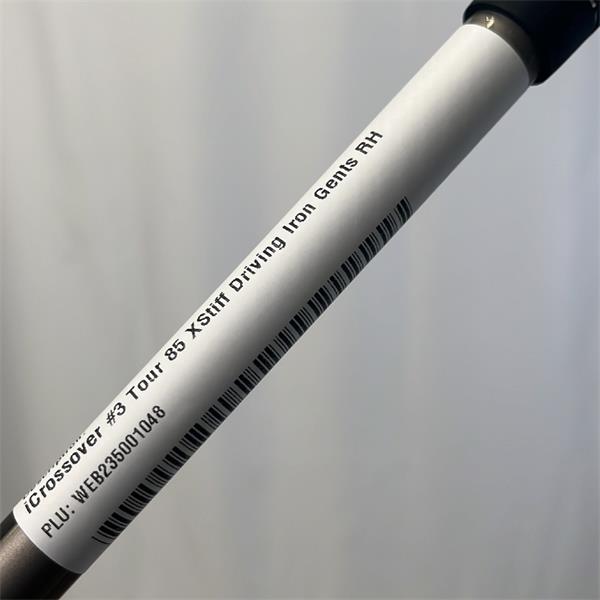 iCrossover #3 Tour 85 XStiff Driving Iron Gents RH
PLU: WEB235001048